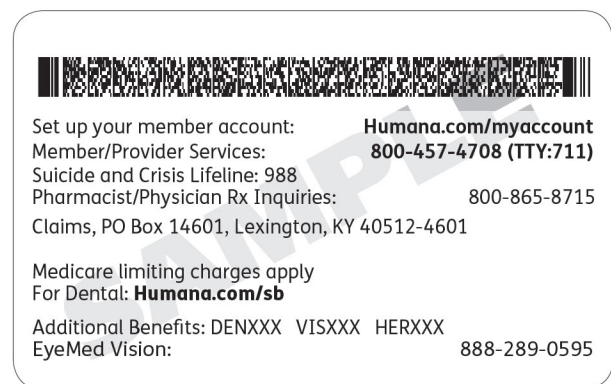 Set up your member account: Humana.com/myaccount
Member/Provider Services: 800-457-4708 (TTY:711)
Suicide and Crisis Lifeline: 988
Pharmacist/Physician Rx Inquiries: 800-865-8715
Claims, PO Box 14601, Lexington, KY 40512-4601
SAMPLE
Medicare limiting charges apply
For Dental: Humana.com/sb
Additional Benefits: DENXXX VISXXX HERXXX
EyeMed Vision: 888-289-0595